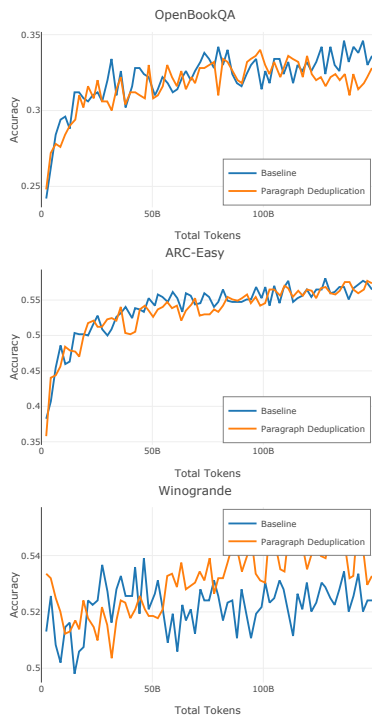 OpenBookQA
0.35
0.3
0.25
Accuracy
Baseline
Paragraph Deduplication
0
50B
100B
Total Tokens
ARC-Easy
0.55
0.5
0.45
0.4
0.35
Accuracy
Baseline
Paragraph Deduplication
0
50B
100B
Total Tokens
Winogrande
0.54
0.52
0.5
Accuracy
Baseline
Paragraph Deduplication
0
50B
100B
Total Tokens